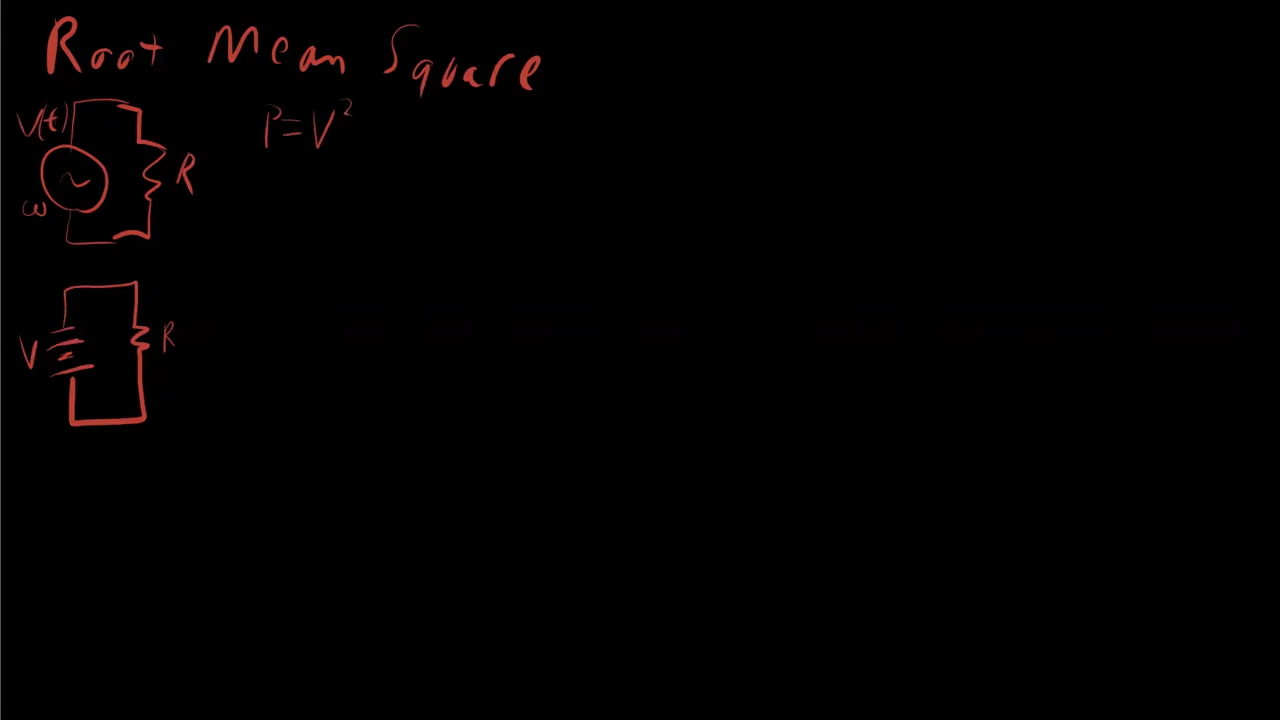 Root Mean Square
V(t)
P=V²
R
ω
V
R